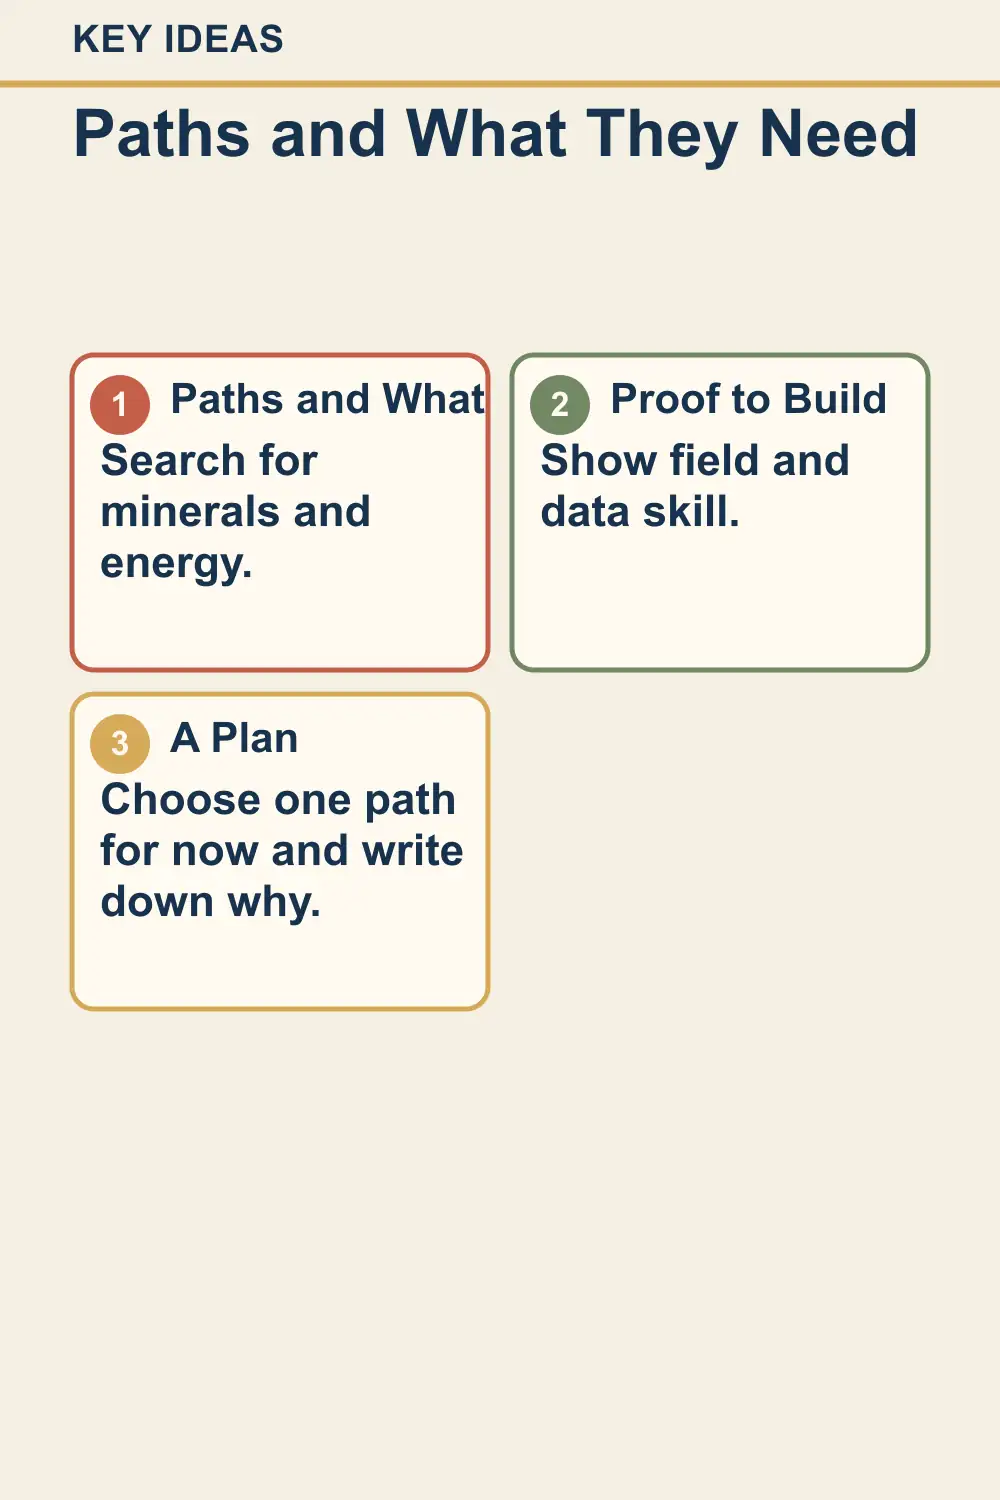 KEY IDEAS
Paths and What They Need
1 Paths and What
Search for
minerals and
energy.
2 Proof to Build
Show field and
data skill.
3 A Plan
Choose one path
for now and write
down why.